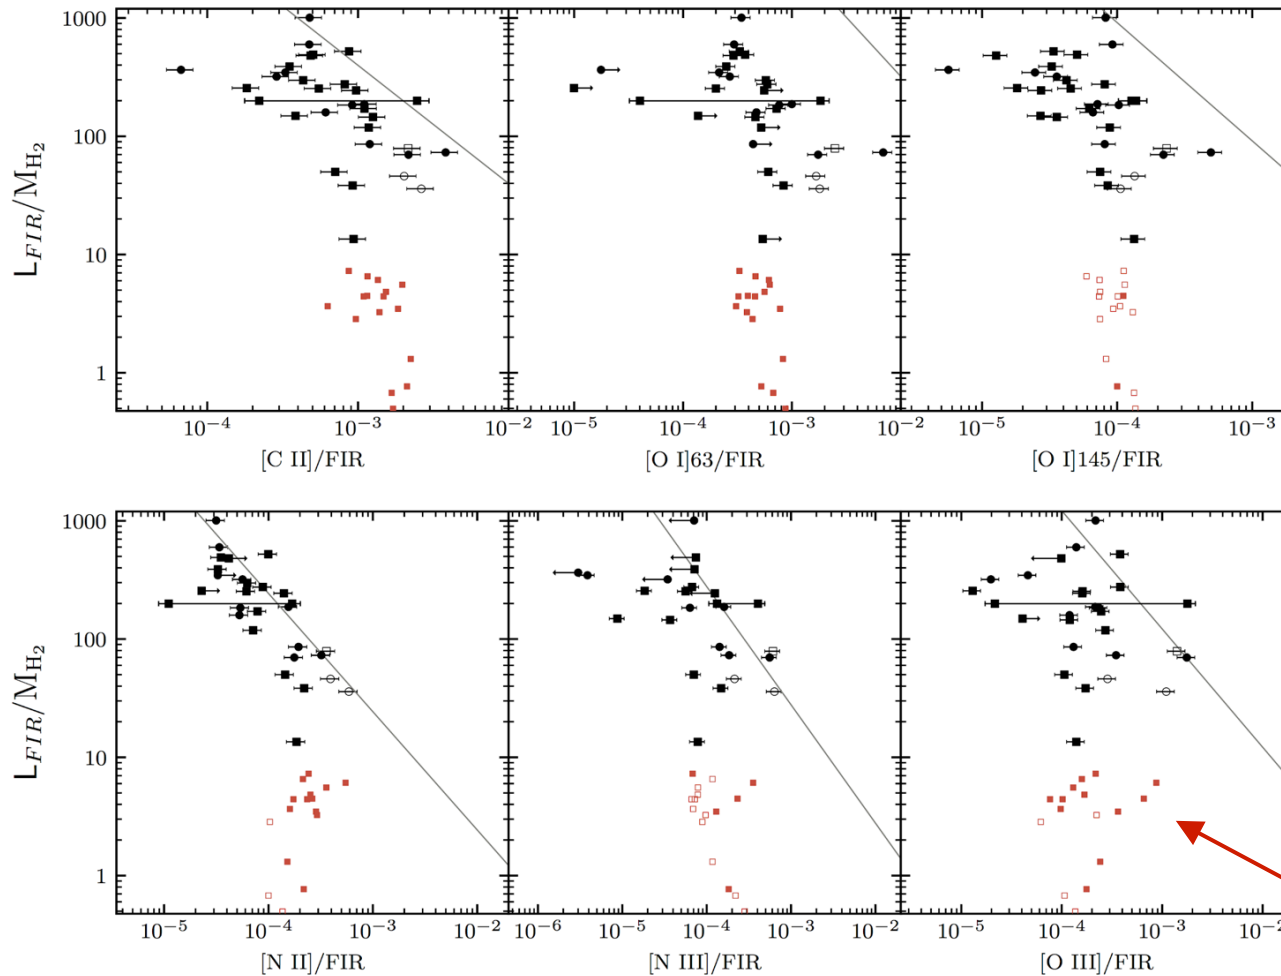 L_FIR/M_H₂
1000
100
10
1
10⁻⁴ 10⁻³ 10⁻²
[C II]/FIR
10⁻⁵ 10⁻⁴ 10⁻³ 10⁻²
[O I]63/FIR
10⁻⁵ 10⁻⁴ 10⁻³
[O I]145/FIR
L_FIR/M_H₂
1000
100
10
1
10⁻⁵ 10⁻⁴ 10⁻³ 10⁻²
[N II]/FIR
10⁻⁶ 10⁻⁵ 10⁻⁴ 10⁻³ 10⁻²
[N III]/FIR
10⁻⁵ 10⁻⁴ 10⁻³ 10⁻²
[O III]/FIR